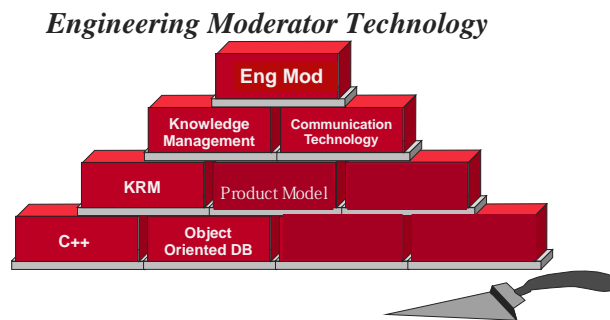 Engineering Moderator Technology
Eng Mod
Knowledge
Management
Communication
Technology
KRM
Product Model
C++
Object
Oriented DB